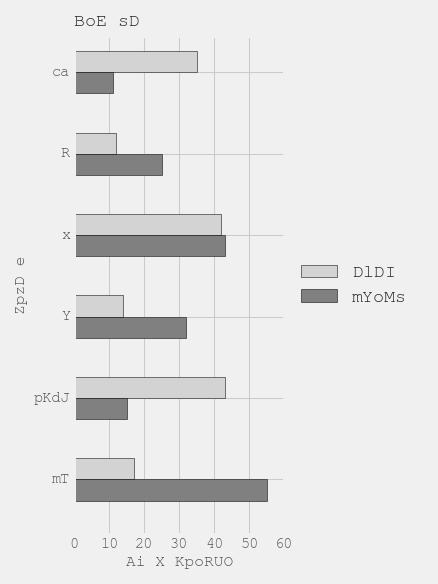 BoE sD
ca
R
x
Y
pKdJ
mT
ZpzD e
0 10 20 30 40 50 60
Ai X KpoRUO
DlDI
mYoMs